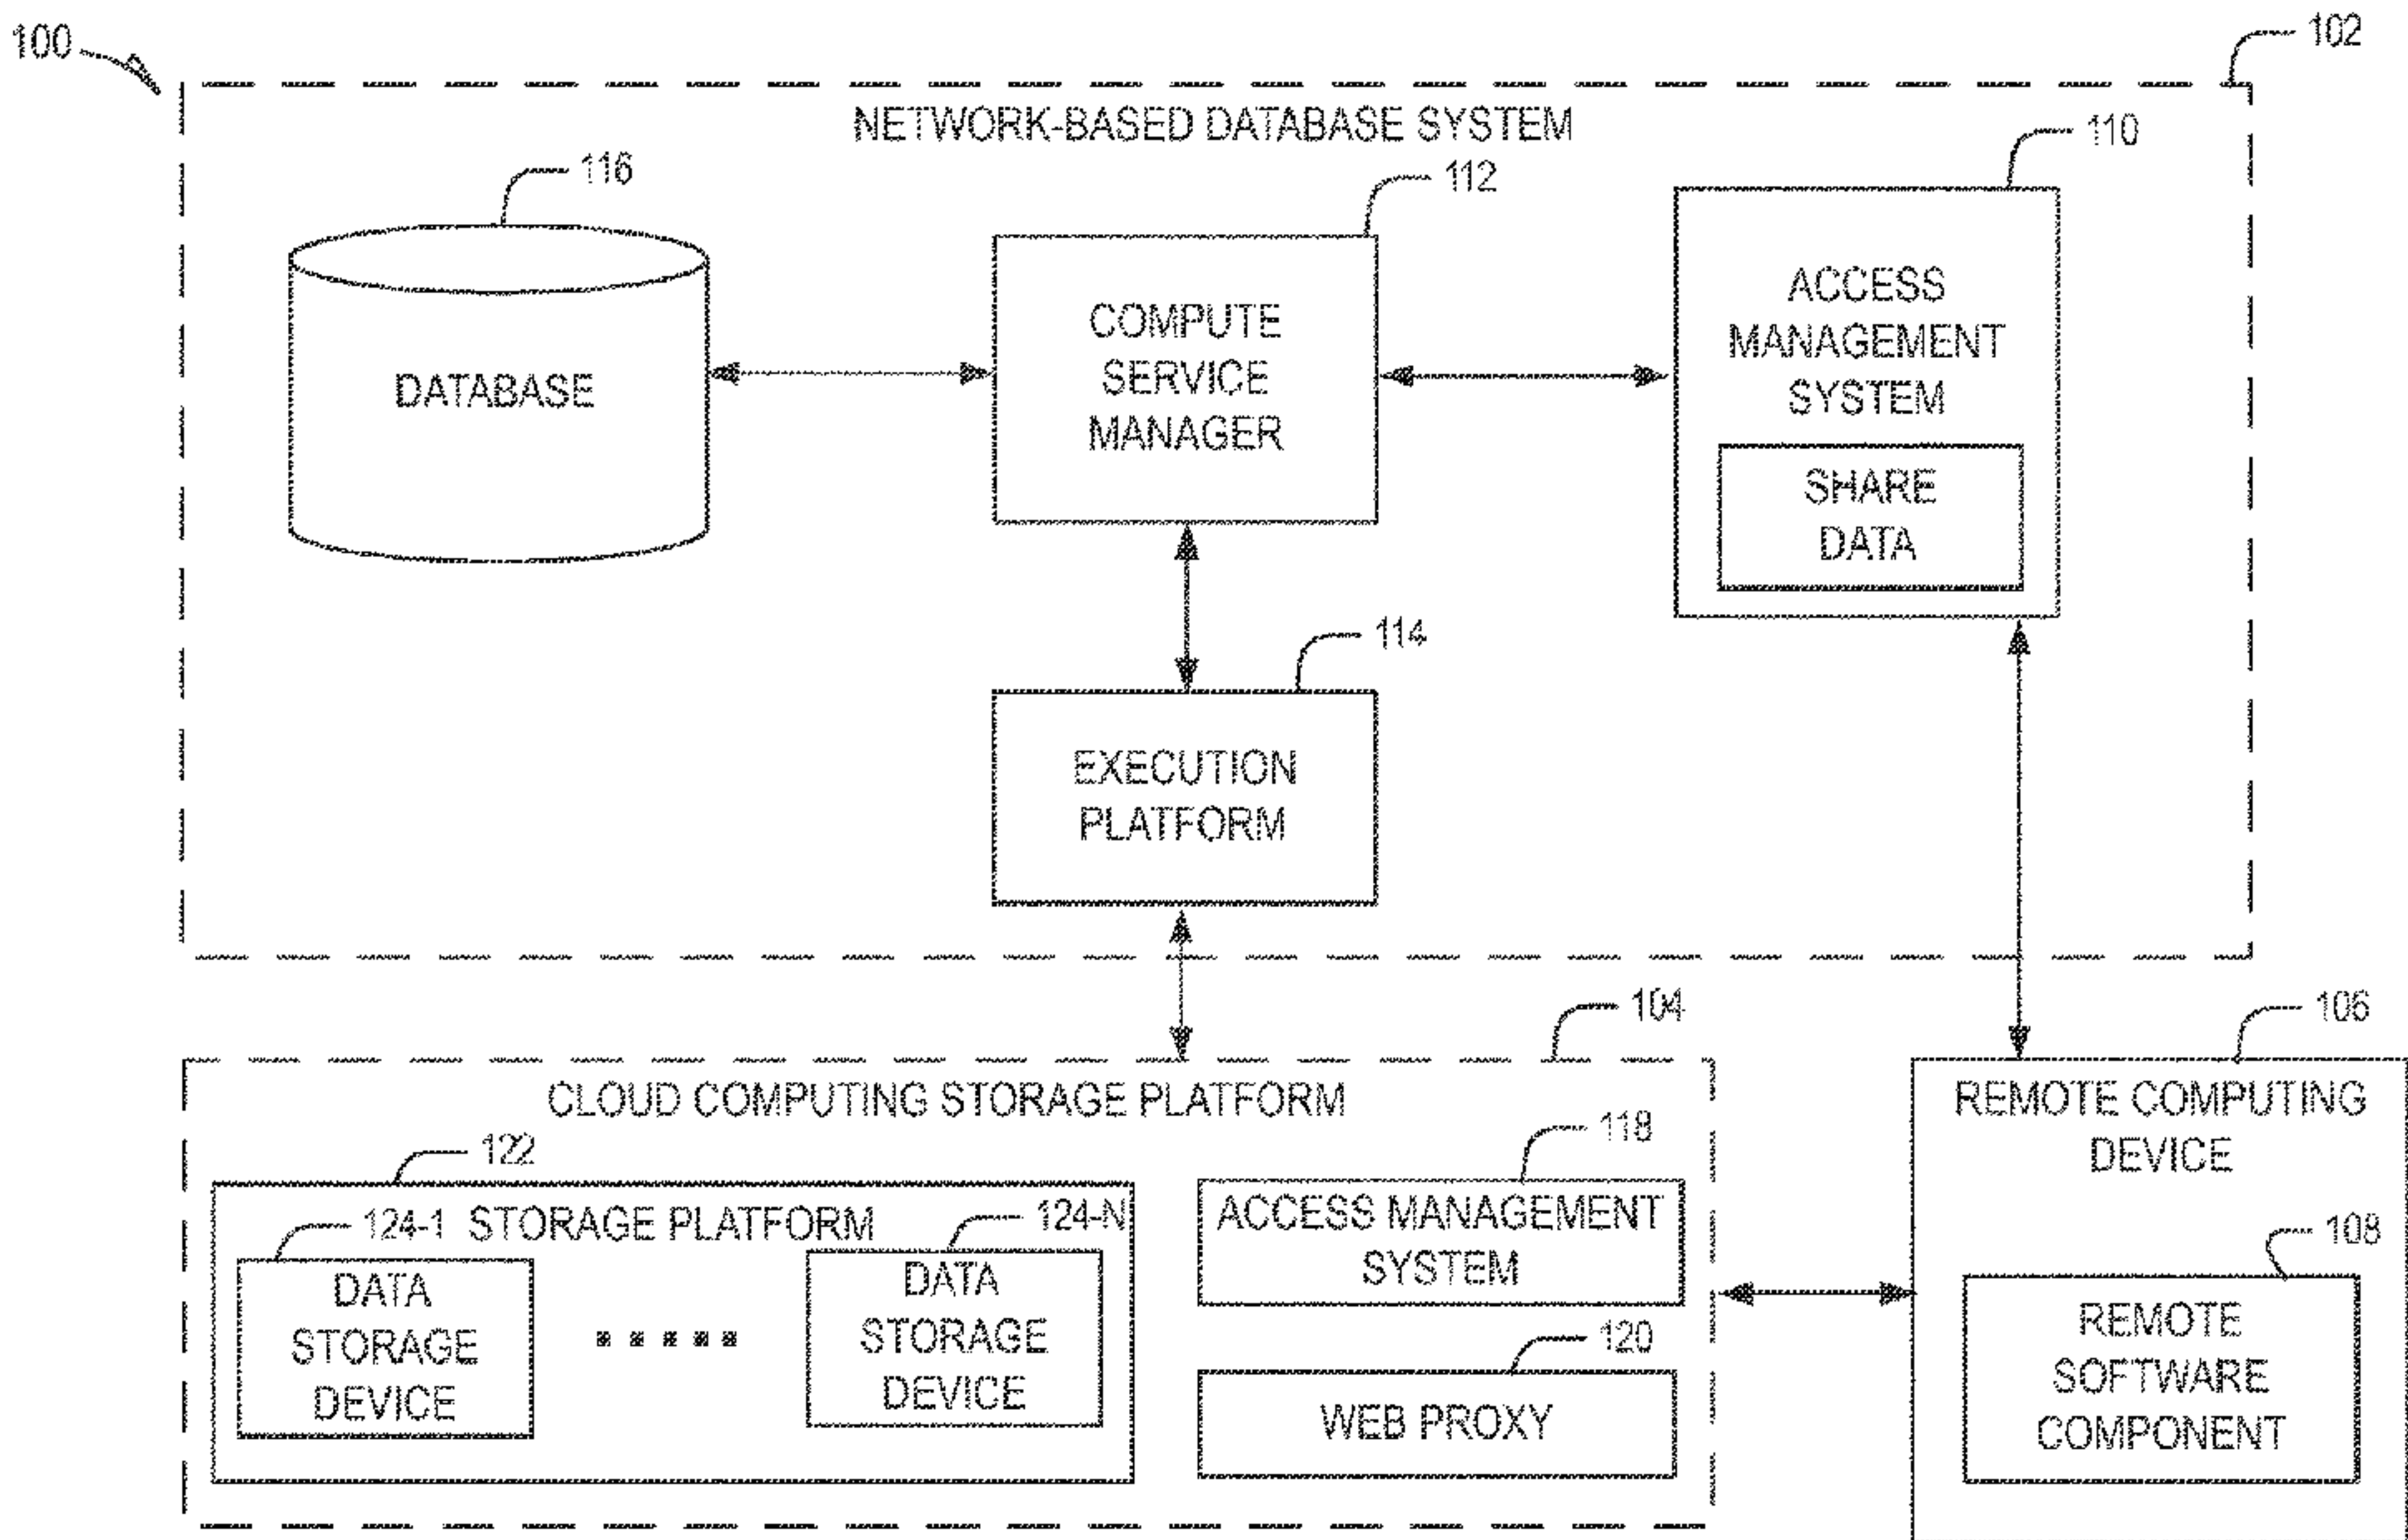 100
102
NETWORK-BASED DATABASE SYSTEM
116
112
110
DATABASE
COMPUTE
SERVICE
MANAGER
ACCESS
MANAGEMENT
SYSTEM
SHARE
DATA
114
EXECUTION
PLATFORM
104
106
CLOUD COMPUTING STORAGE PLATFORM
122
124-1
STORAGE PLATFORM
124-N
DATA
STORAGE
DEVICE
DATA
STORAGE
DEVICE
118
ACCESS MANAGEMENT
SYSTEM
120
WEB PROXY
REMOTE COMPUTING
DEVICE
108
REMOTE
SOFTWARE
COMPONENT